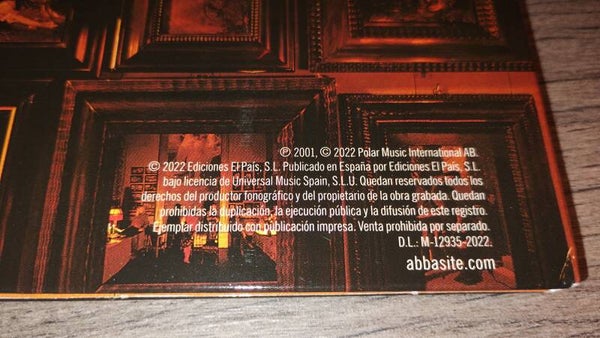 ℗ 2001, © 2022 Polar Music International AB.
© 2022 Ediciones El País, S.L. Publicado en España por Ediciones El País, S.L.
bajo licencia de Universal Music Spain, S.L.U. Quedan reservados todos los
derechos del productor fonográfico y del propietario de la obra grabada. Quedan
prohibidas la duplicación, la ejecución pública y la difusión de este registro.
Ejemplar distribuido con publicación impresa. Venta prohibida por separado.
D.L.: M-12935-2022.
abbasite.com